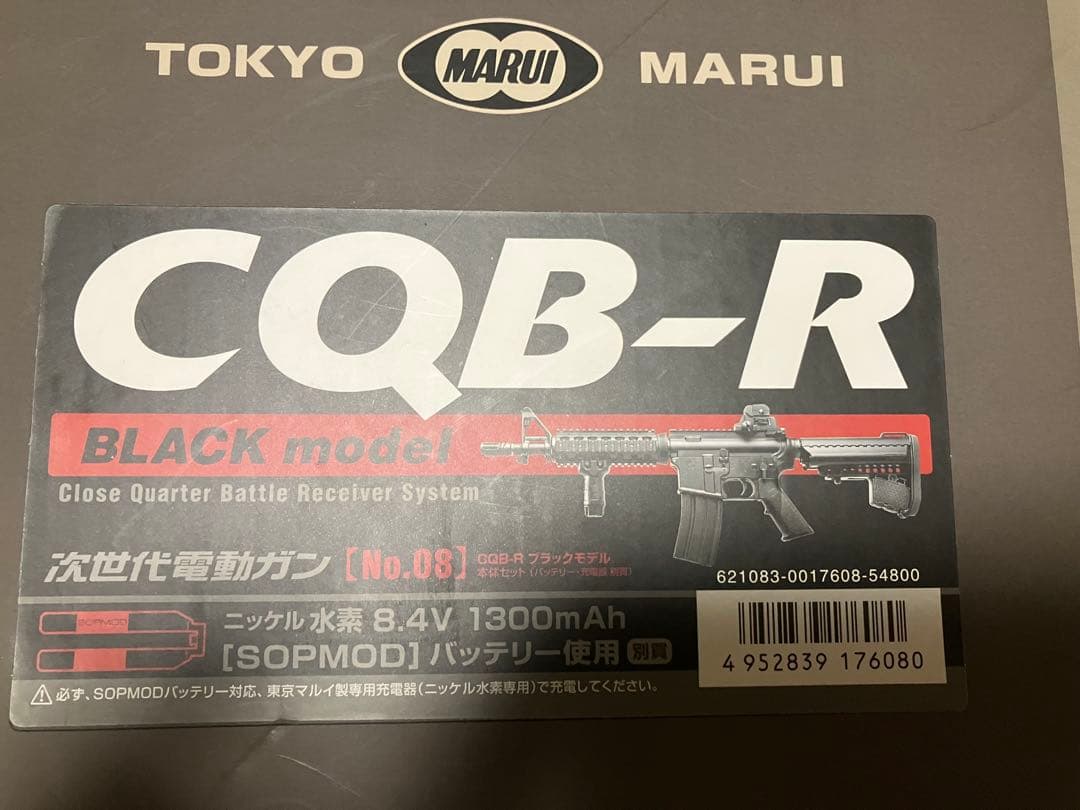 TOKYO MARUI MARUI
CQB-R
BLACK model
Close Quarter Battle Receiver System
次世代電動ガン [No.08] CQB-R ブラックモデル
本体セット (バッテリー・充電器 別買)
621083-0017608-54800
SOPMOD
ニッケル水素 8.4V 1300mAh
[SOPMOD] バッテリー使用 別買
4 952839 176080
必ず、SOPMODバッテリー対応、東京マルイ製専用充電器(ニッケル水素専用)で充電してください。